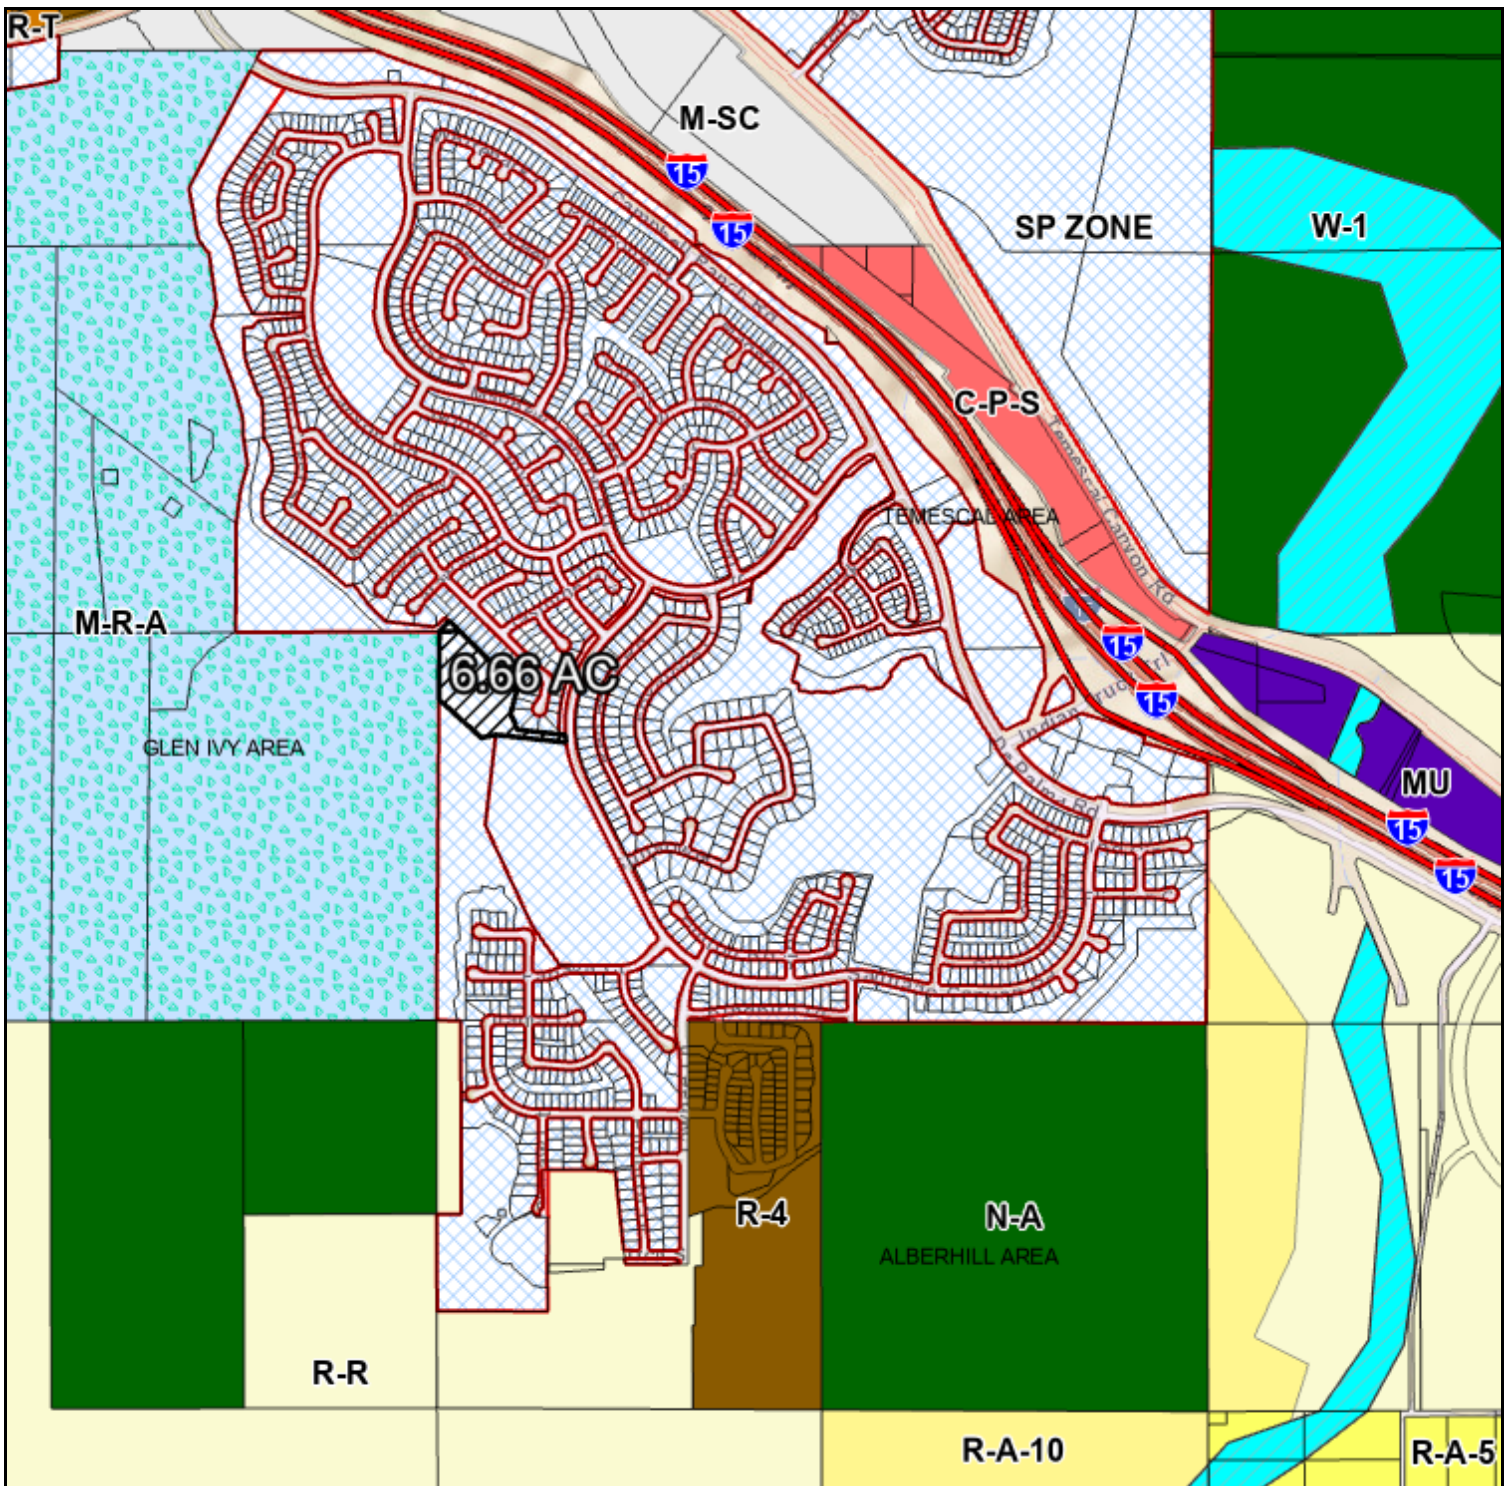 R-T
M-SC
15
15
SP ZONE
W-1
C-P-S
Temescal Canyon Rd
TEMESCAL AREA
M-R-A
15
6.66 AC
15
GLEN IVY AREA
MU
15
15
R-4
N-A
ALBERHILL AREA
R-R
R-A-10
R-A-5